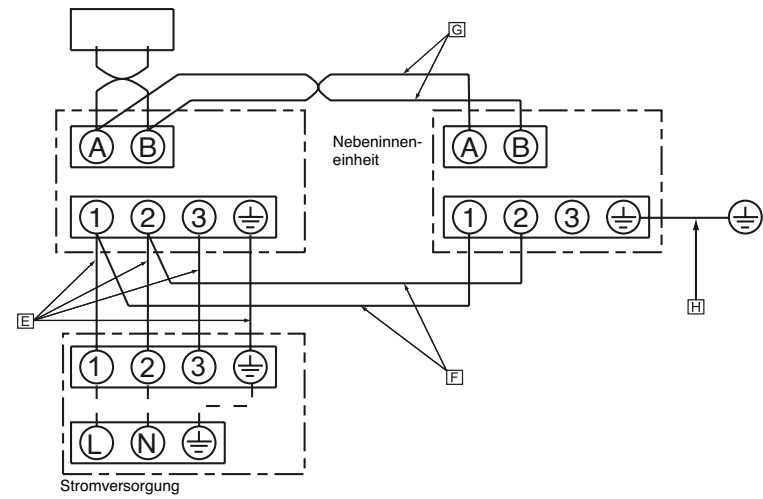 G
A B
Nebeninnen-
einheit
A B
1 2 3
1 2 3
H
E
F
1 2 3
L N
Stromversorgung